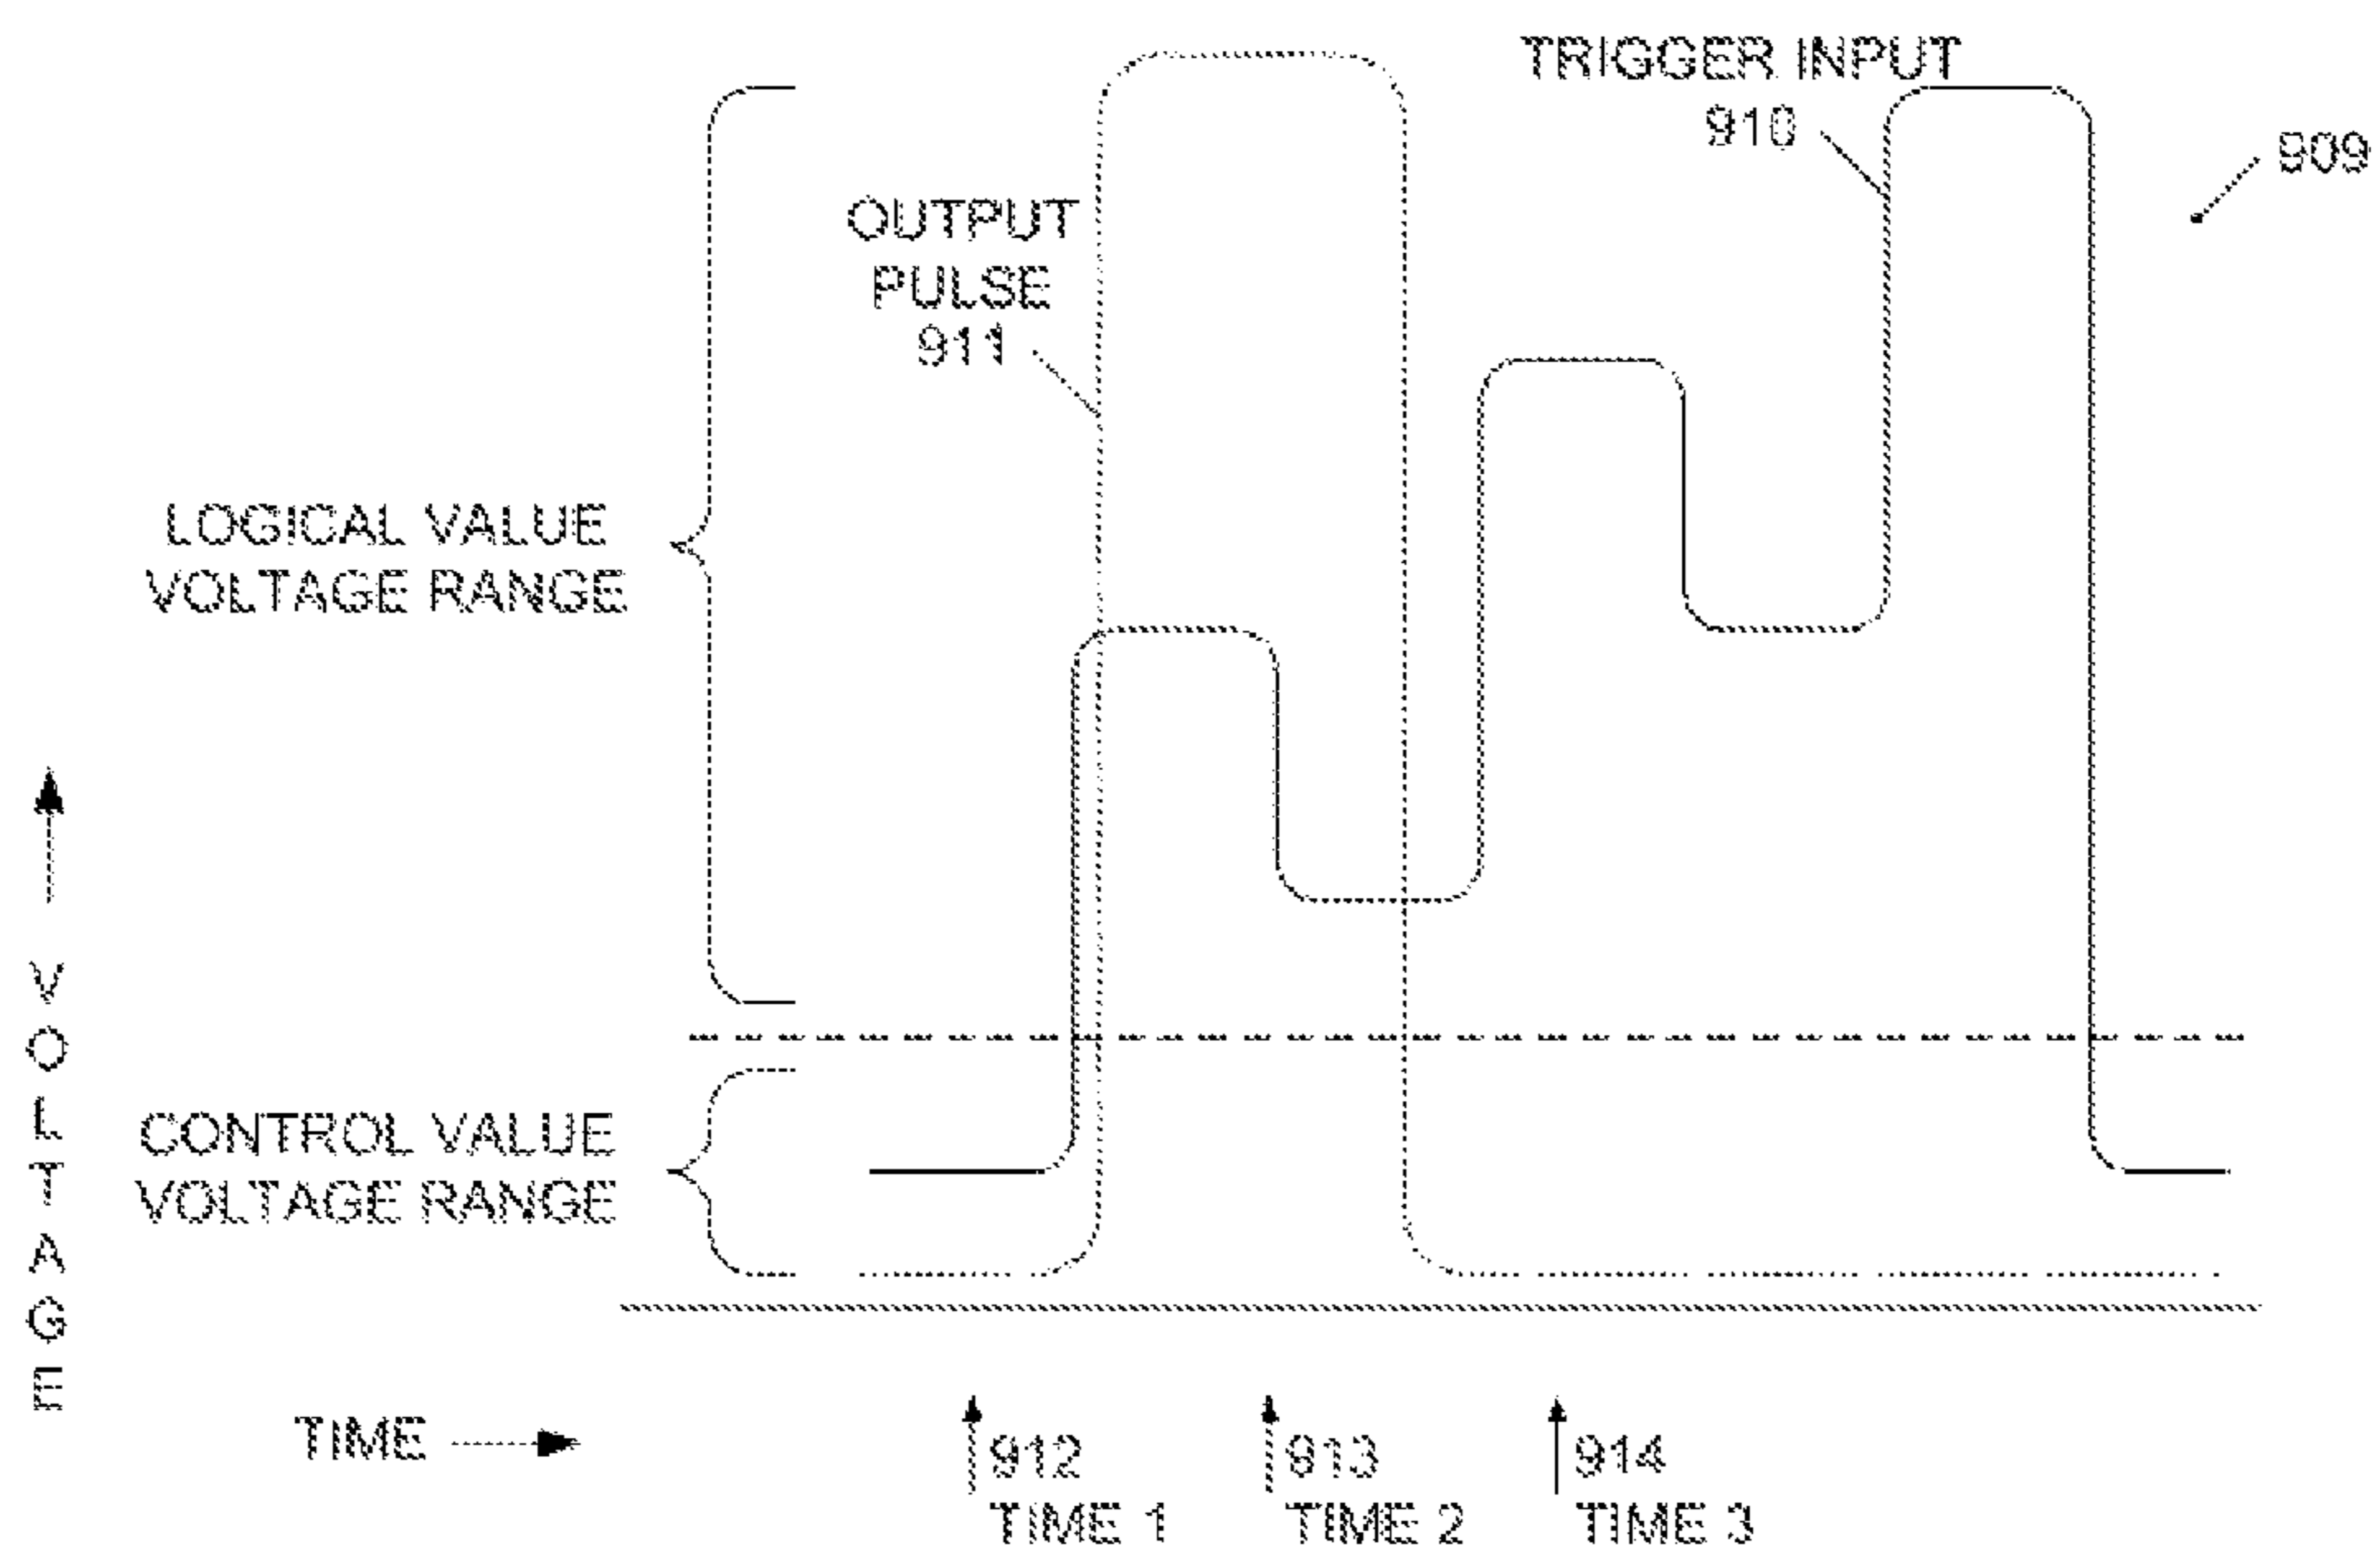 TRIGGER INPUT
910
909
OUTPUT
PULSE
911
LOGICAL VALUE
VOLTAGE RANGE
VOLTAGE
CONTROL VALUE
VOLTAGE RANGE
TIME
912
TIME 1
913
TIME 2
914
TIME 3